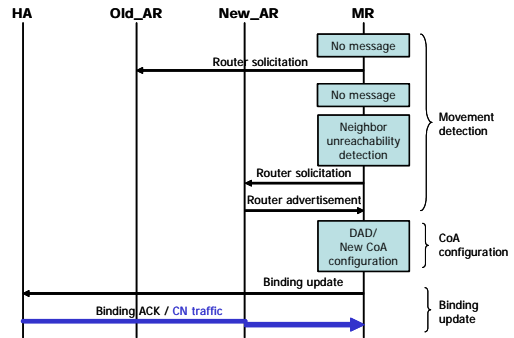 HA Old_AR New_AR MR
No message
Router solicitation
No message
Neighbor
unreachability
detection
Movement
detection
Router solicitation
Router advertisement
DAD/
New CoA
configuration
CoA
configuration
Binding update
Binding ACK / CN traffic
Binding
update